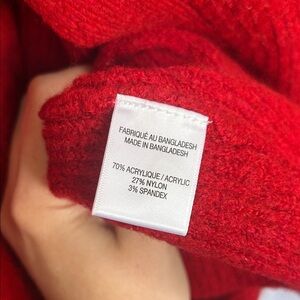 FABRIQUÉ AU BANGLADESH
MADE IN BANGLADESH
70% ACRYLIQUE / ACRYLIC
27% NYLON
3% SPANDEX